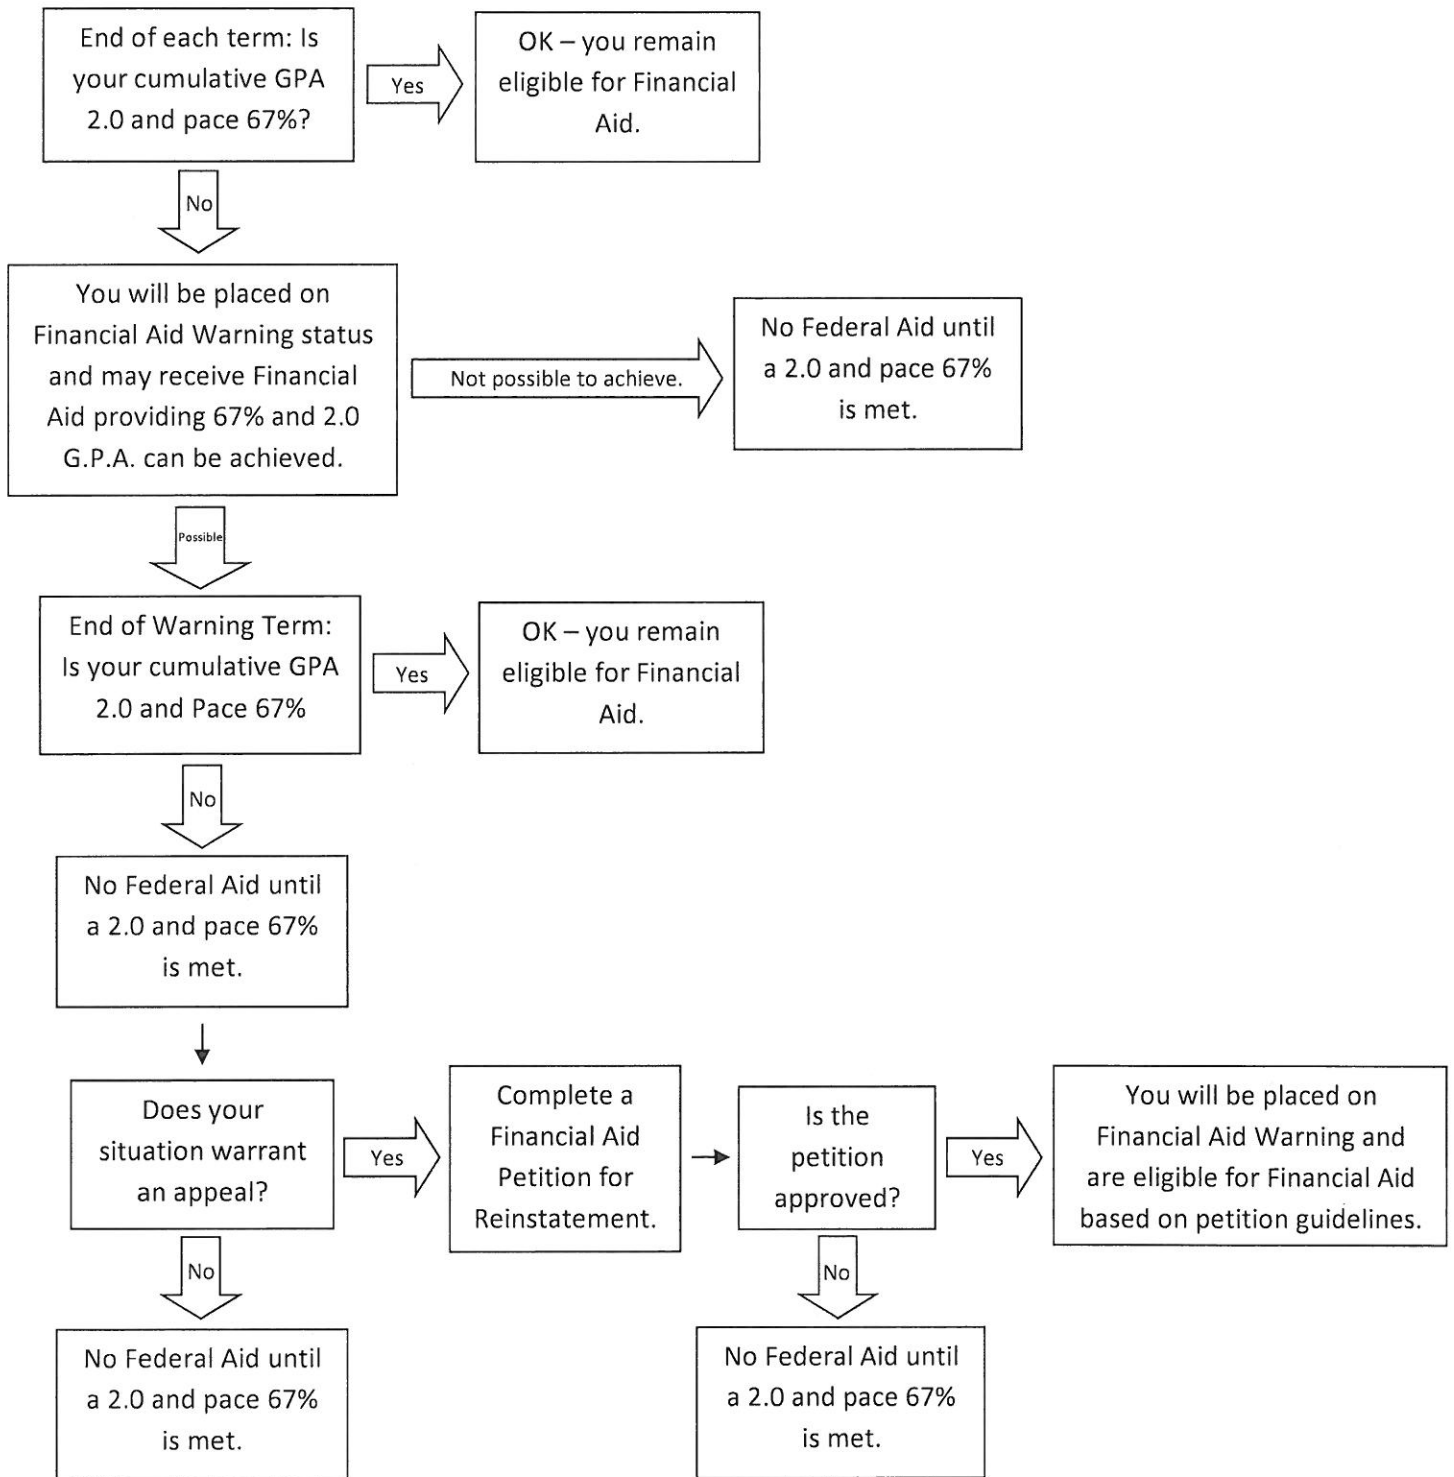 End of each term: Is
your cumulative GPA
2.0 and pace 67%?
Yes
OK – you remain
eligible for Financial
Aid.
No
You will be placed on
Financial Aid Warning status
and may receive Financial
Aid providing 67% and 2.0
G.P.A. can be achieved.
Not possible to achieve.
No Federal Aid until
a 2.0 and pace 67%
is met.
Possible
End of Warning Term:
Is your cumulative GPA
2.0 and Pace 67%
Yes
OK – you remain
eligible for Financial
Aid.
No
No Federal Aid until
a 2.0 and pace 67%
is met.
Does your
situation warrant
an appeal?
Yes
Complete a
Financial Aid
Petition for
Reinstatement.
Is the
petition
approved?
Yes
You will be placed on
Financial Aid Warning and
are eligible for Financial Aid
based on petition guidelines.
No
No Federal Aid until
a 2.0 and pace 67%
is met.
No
No Federal Aid until
a 2.0 and pace 67%
is met.